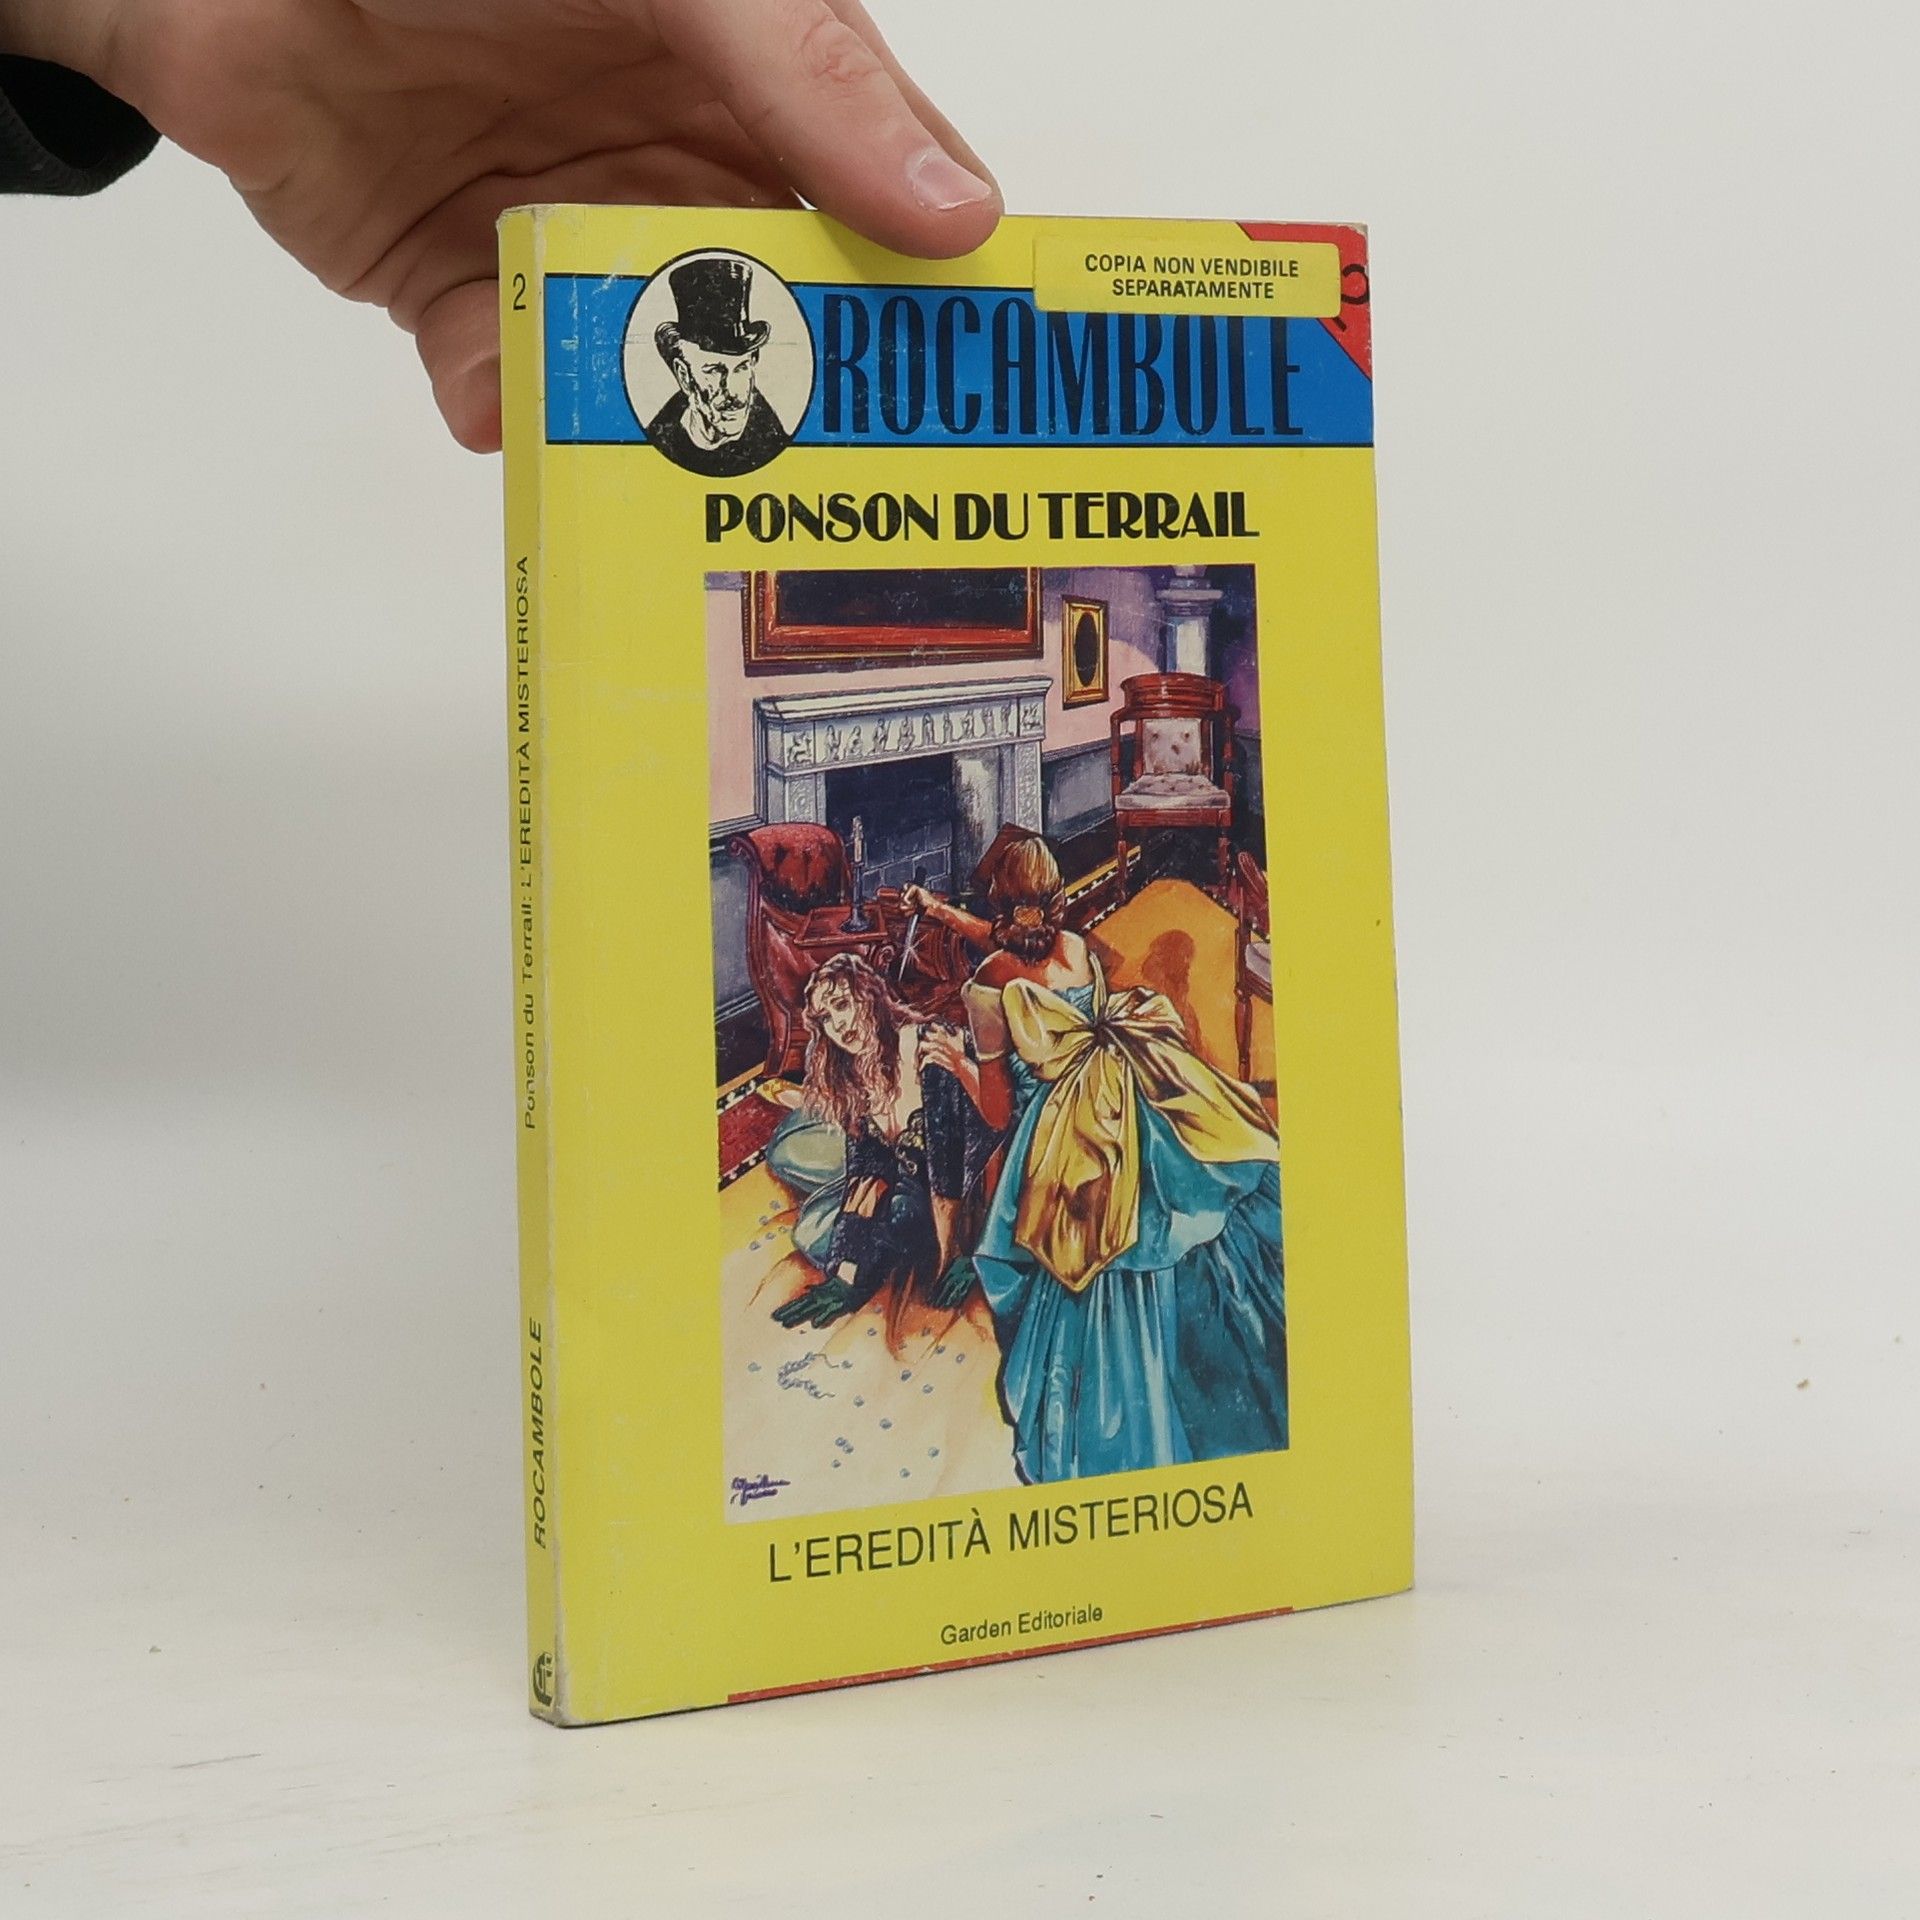 2
Ponson du Terrail: L'EREDITÀ MISTERIOSA
ROCAMBOLE
COPIA NON VENDIBILE
SEPARATAMENTE
ROCAMBOLE
PONSON DU TERRAIL
L'EREDITÀ MISTERIOSA
Garden Editoriale